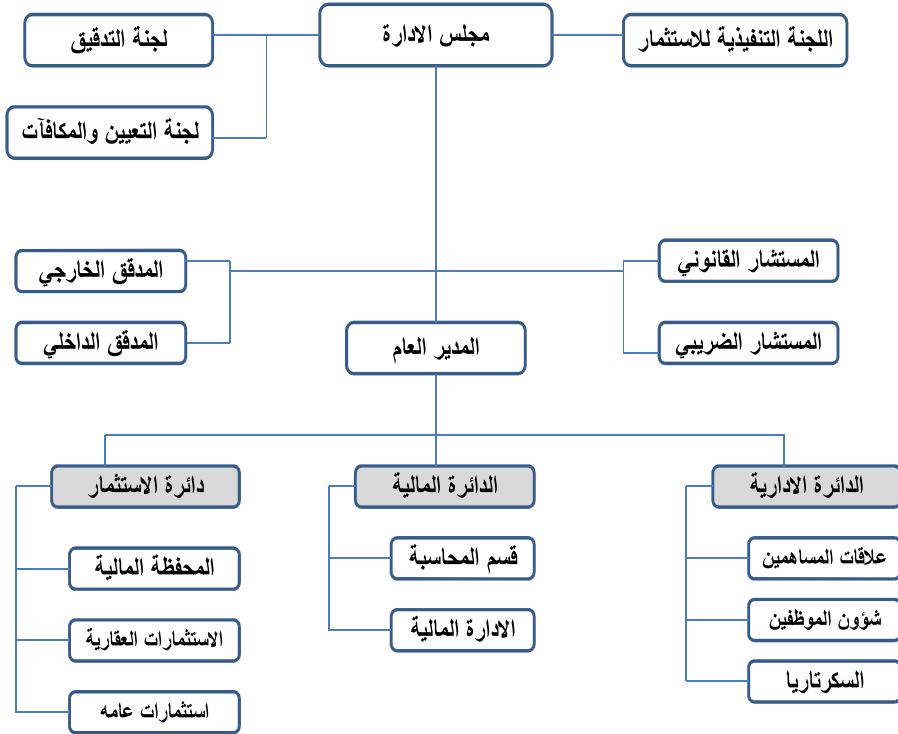 مجلس الادارة
اللجنة التنفيذية للاستثمار
لجنة التدقيق
لجنة التعيين والمكافآت
المستشار القانوني
المدقق الخارجي
المستشار الضريبي
المدير العام
المدقق الداخلي
الدائرة الادارية
علاقات المساهمين
شؤون الموظفين
السكرتاريا
الدائرة المالية
قسم المحاسبة
الادارة المالية
دائرة الاستثمار
المحفظة المالية
الاستثمارات العقارية
استثمارات عامه